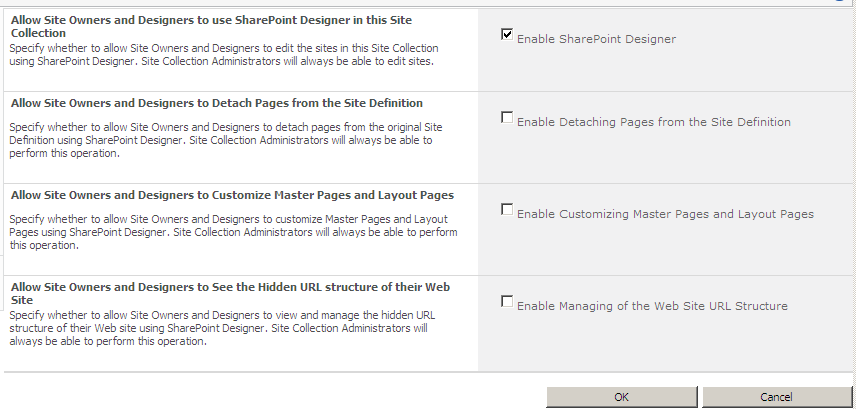 Allow Site Owners and Designers to use SharePoint Designer in this Site
Collection
Specify whether to allow Site Owners and Designers to edit the sites in this Site Collection
using SharePoint Designer. Site Collection Administrators will always be able to edit sites.
Enable SharePoint Designer
Allow Site Owners and Designers to Detach Pages from the Site Definition
Specify whether to allow Site Owners and Designers to detach pages from the original Site
Definition using SharePoint Designer. Site Collection Administrators will always be able to
perform this operation.
Enable Detaching Pages from the Site Definition
Allow Site Owners and Designers to Customize Master Pages and Layout Pages
Specify whether to allow Site Owners and Designers to customize Master Pages and Layout
Pages using SharePoint Designer. Site Collection Administrators will always be able to perform
this operation.
Enable Customizing Master Pages and Layout Pages
Allow Site Owners and Designers to See the Hidden URL structure of their Web
Site
Specify whether to allow Site Owners and Designers to view and manage the hidden URL
structure of their Web site using SharePoint Designer. Site Collection Administrators will
always be able to perform this operation.
Enable Managing of the Web Site URL Structure
OK
Cancel